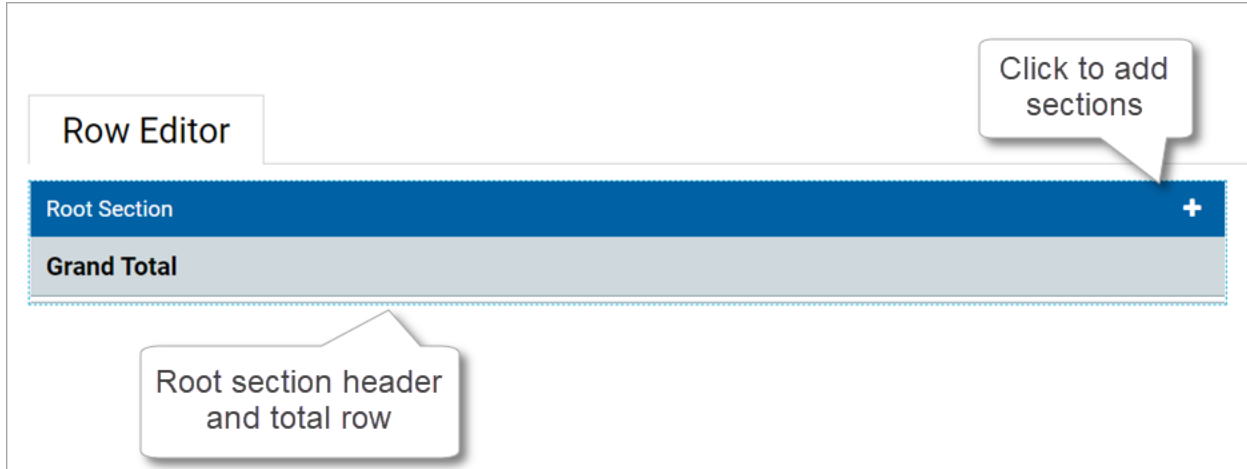 Click to add
sections
Row Editor
Root Section
Grand Total
Root section header
and total row